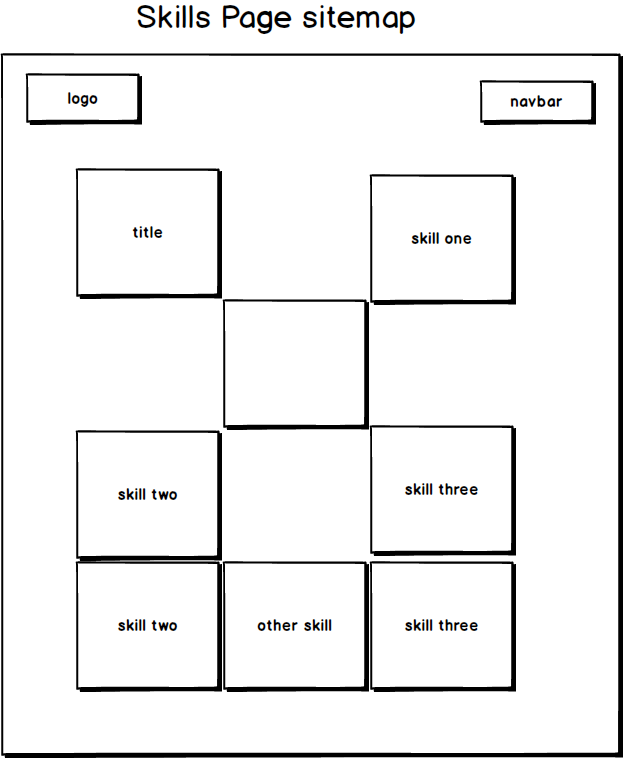 Skills Page sitemap
logo
navbar
title
skill one
skill two
skill three
skill two
other skill
skill three